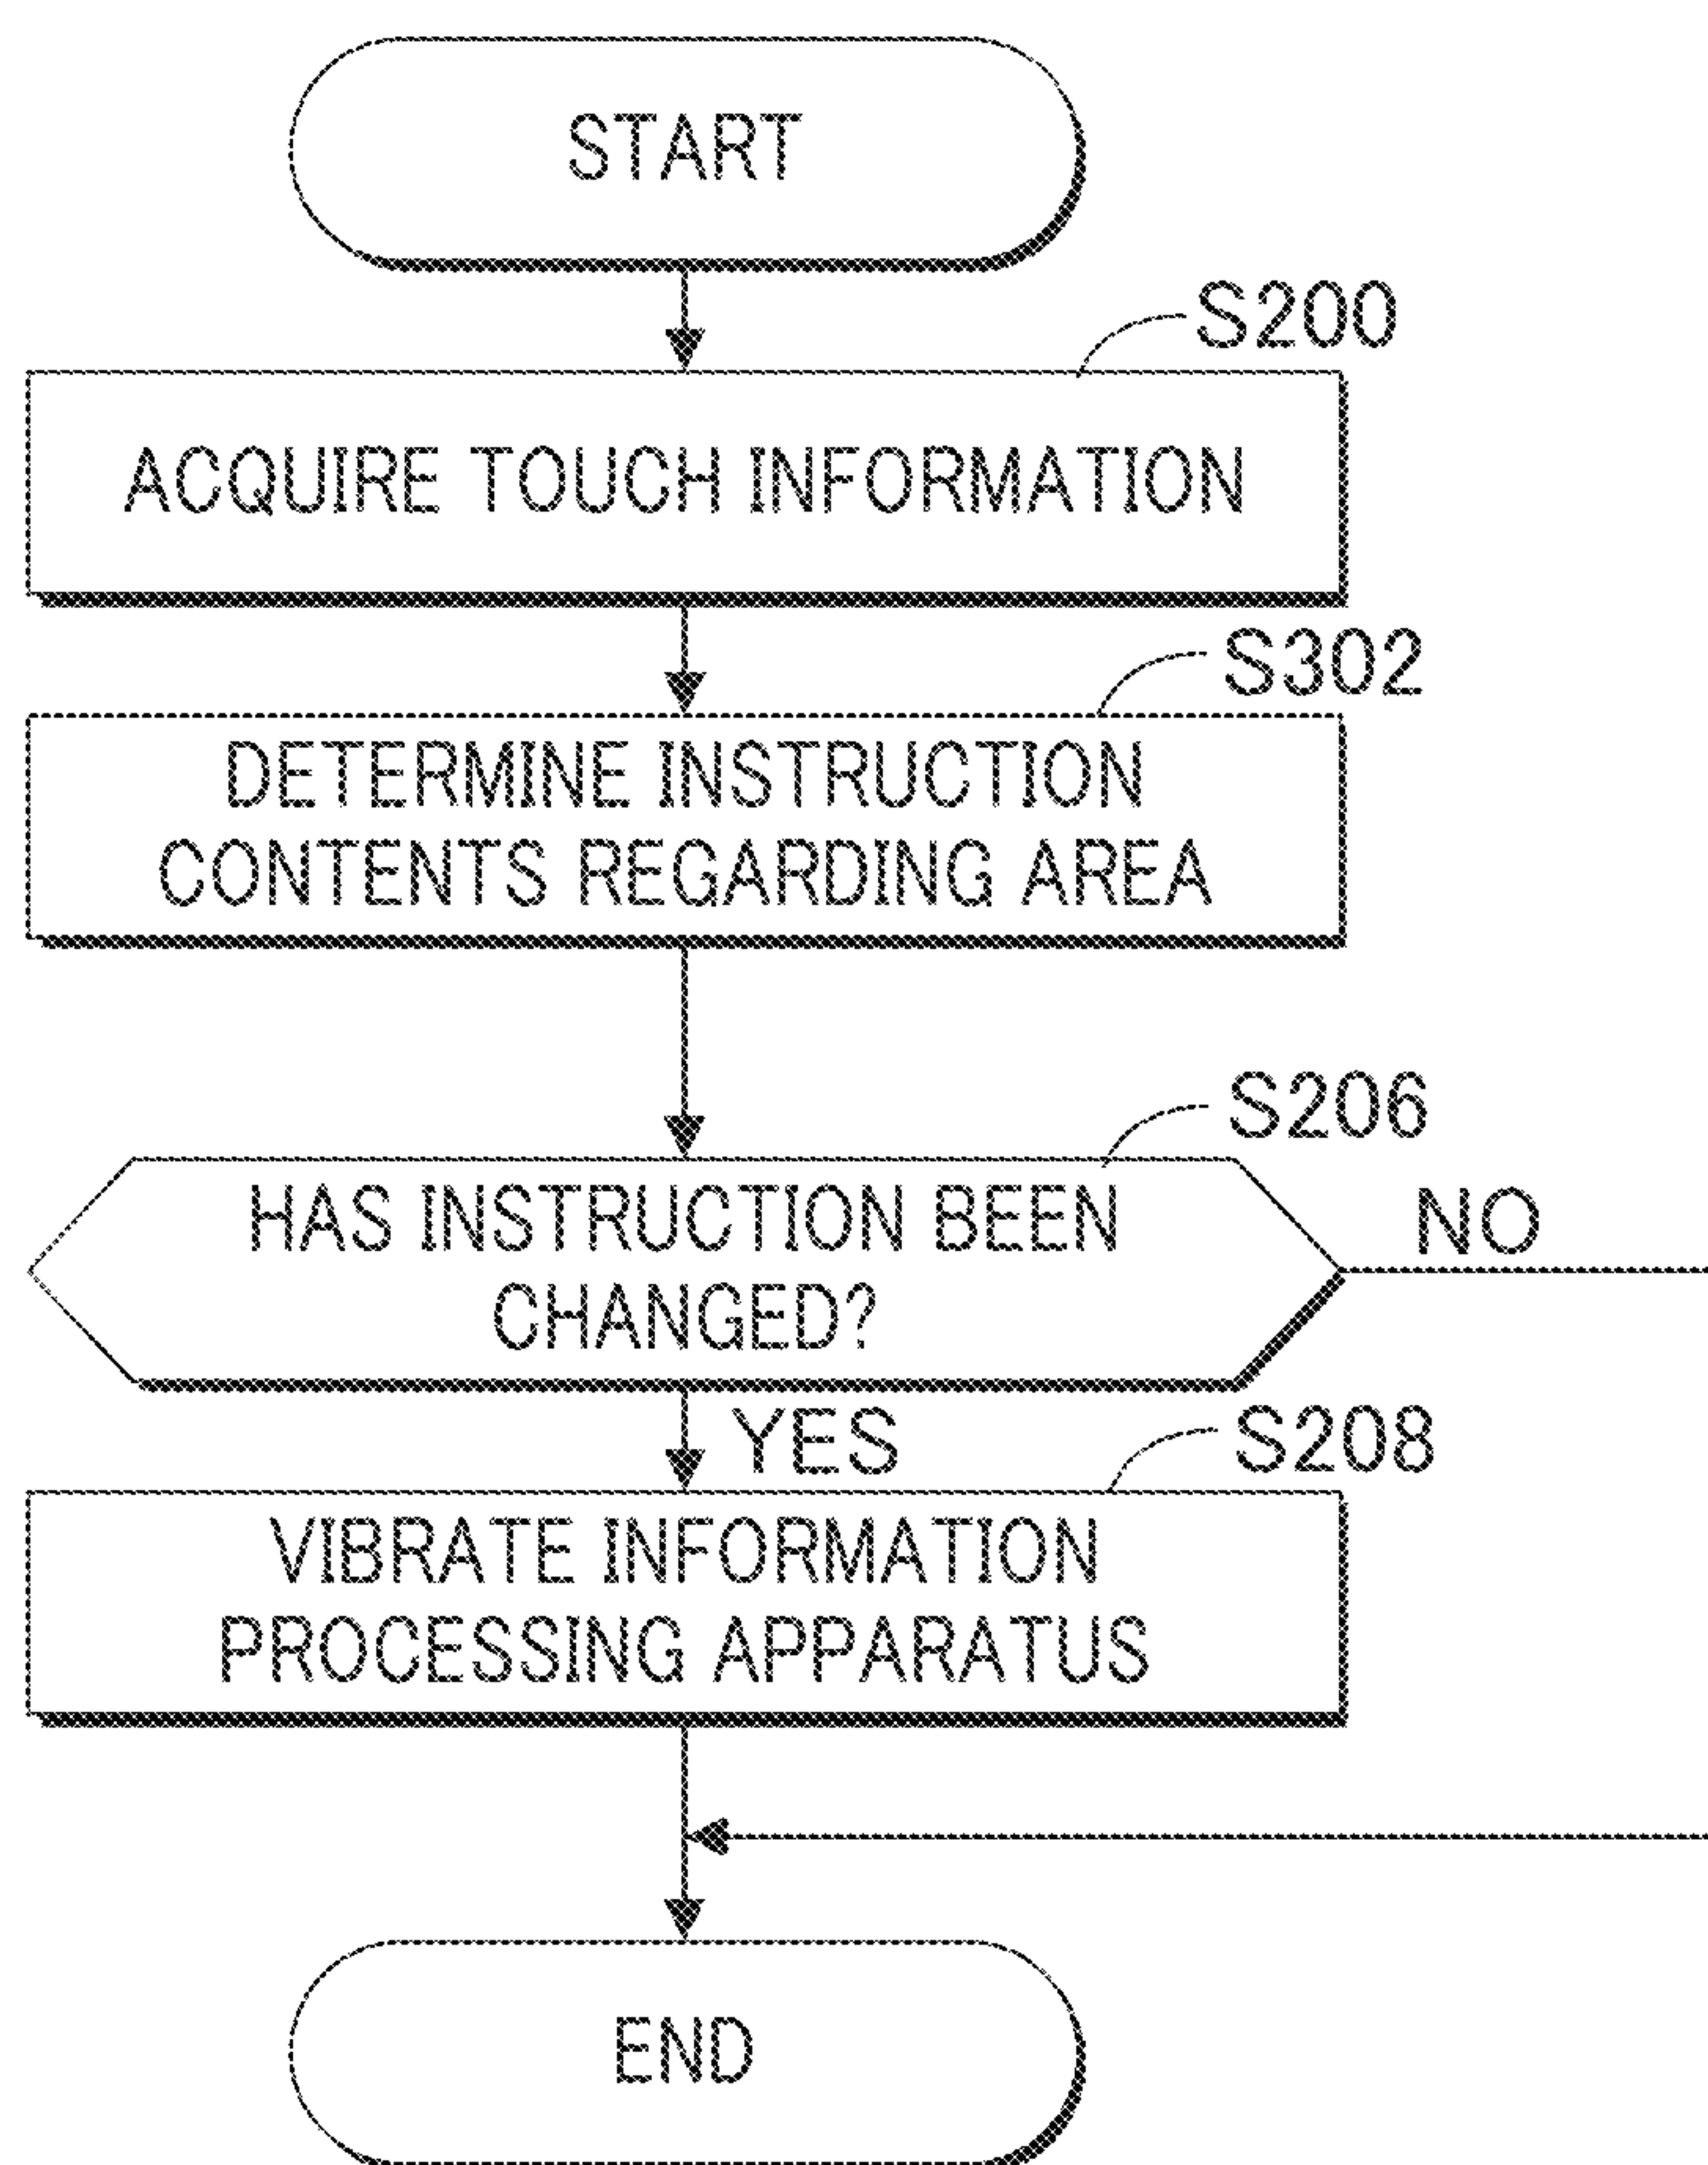 START
S200
ACQUIRE TOUCH INFORMATION
S302
DETERMINE INSTRUCTION
CONTENTS REGARDING AREA
S206
HAS INSTRUCTION BEEN
CHANGED?
NO
YES
S208
VIBRATE INFORMATION
PROCESSING APPARATUS
END